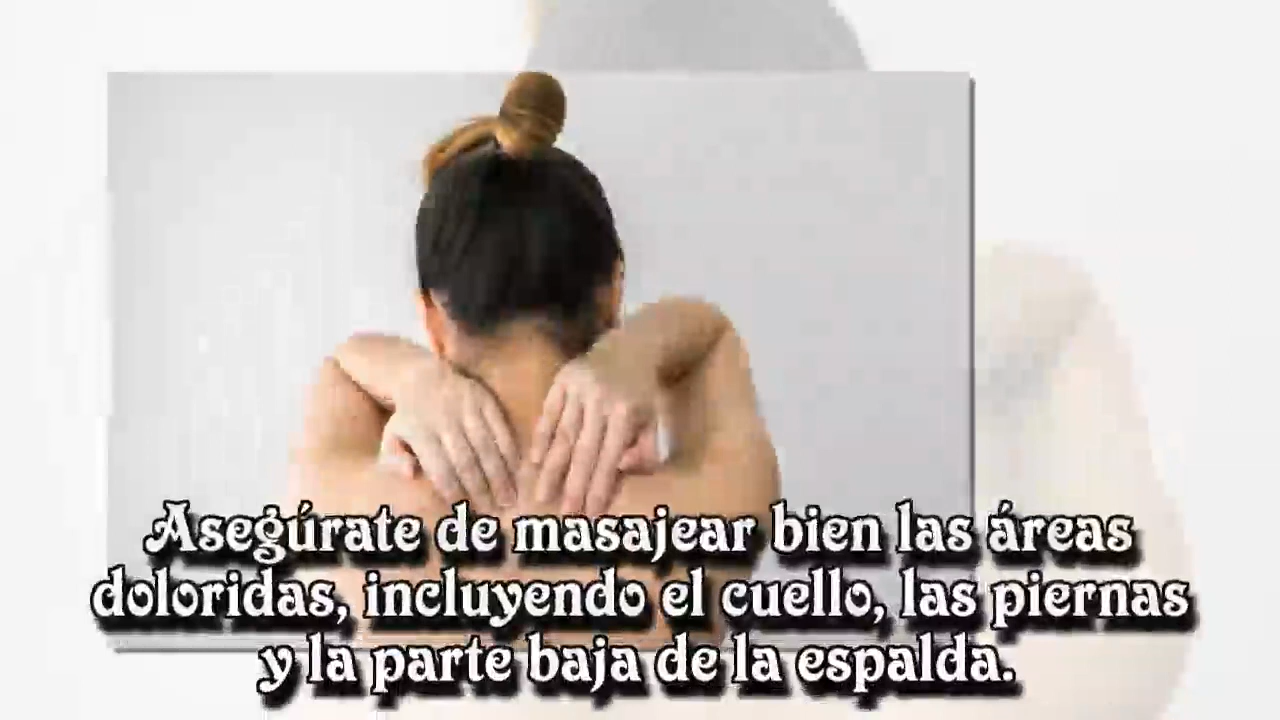 Asegúrate de masajear bien las áreas
doloridas, incluyendo el cuello, las piernas
y la parte baja de la espalda.